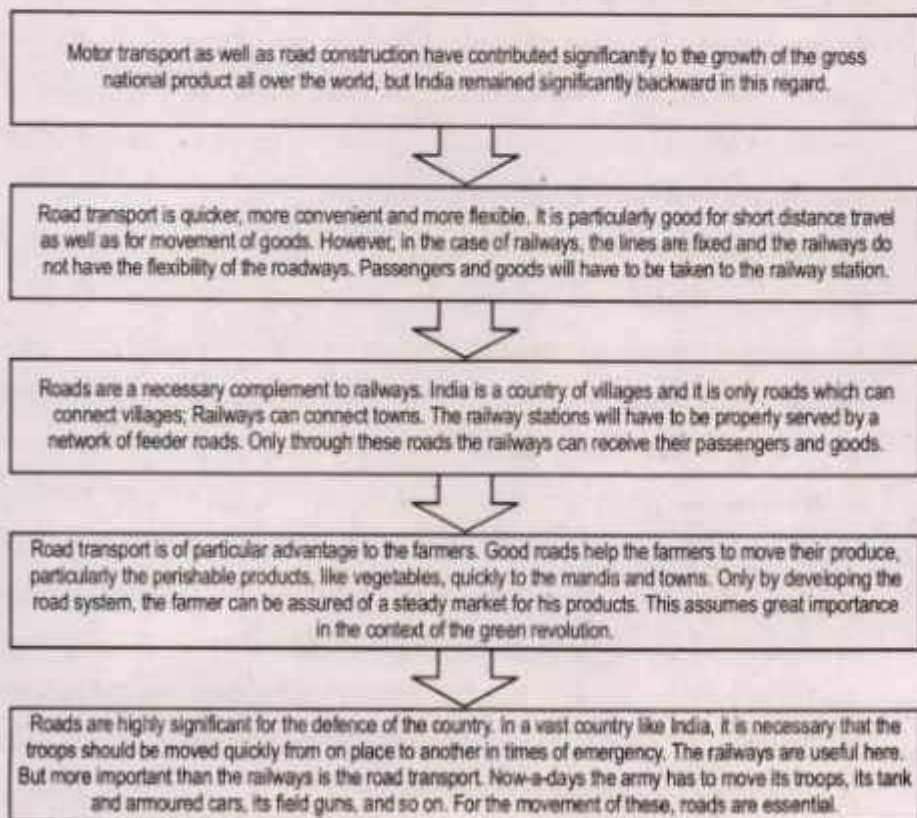 Motor transport as well as road construction have contributed significantly to the growth of the gross
national product all over the world, but India remained significantly backward in this regard.
Road transport is quicker, more convenient and more flexible. It is particularly good for short distance travel
as well as for movement of goods. However, in the case of railways, the lines are fixed and the railways do
not have the flexibility of the roadways. Passengers and goods will have to be taken to the railway station.
Roads are a necessary complement to railways. India is a country of villages and it is only roads which can
connect villages; Railways can connect towns. The railway stations will have to be properly served by a
network of feeder roads. Only through these roads the railways can receive their passengers and goods.
Road transport is of particular advantage to the farmers. Good roads help the farmers to move their produce,
particularly the perishable products, like vegetables, quickly to the mandis and towns. Only by developing the
road system, the farmer can be assured of a steady market for his products. This assumes great importance
in the context of the green revolution.
Roads are highly significant for the defence of the country. In a vast country like India, it is necessary that the
troops should be moved quickly from on place to another in times of emergency. The railways are useful here.
But more important than the railways is the road transport. Now-a-days the army has to move its troops, its tank
and armoured cars, its field guns, and so on. For the movement of these, roads are essential.